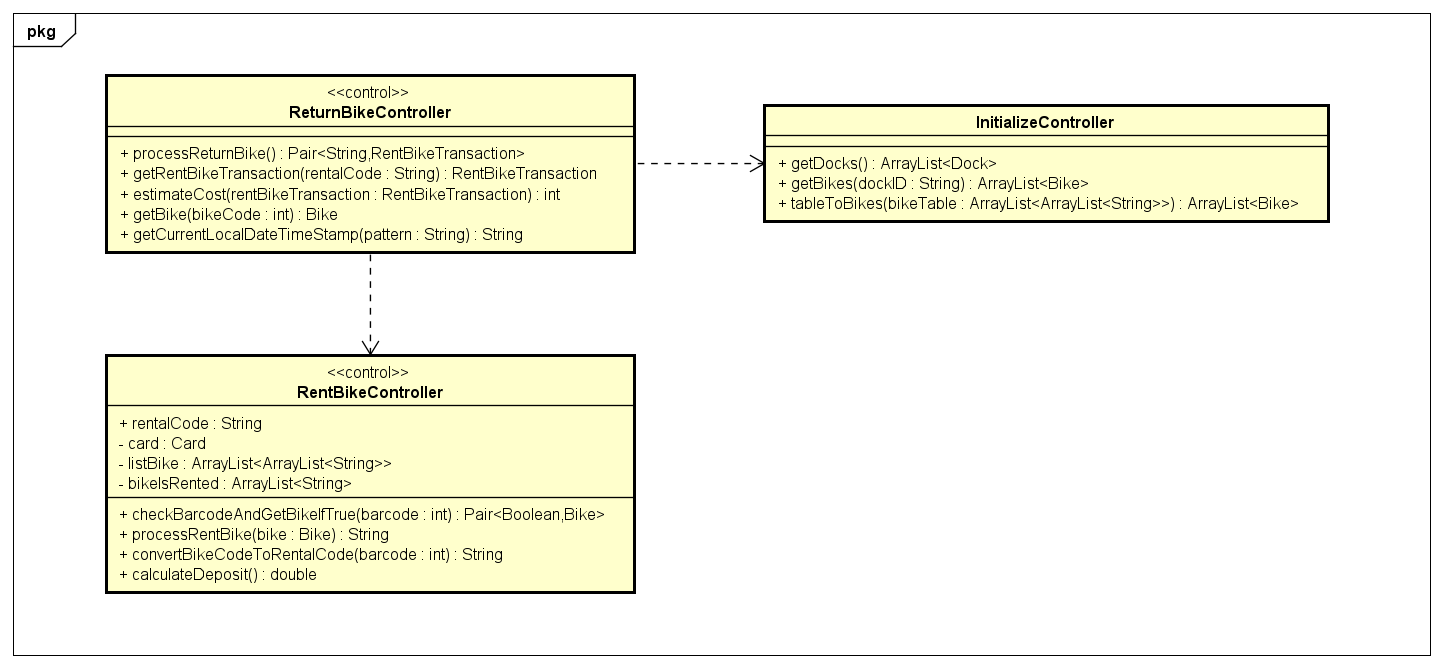 pkg
<<control>>
ReturnBikeController
+ processReturnBike() : Pair<String,RentBikeTransaction>
+ getRentBikeTransaction(rentalCode : String) : RentBikeTransaction
+ estimateCost(rentBikeTransaction : RentBikeTransaction) : int
+ getBike(bikeCode : int) : Bike
+ getCurrentLocalDateTimeStamp(pattern : String) : String
InitializeController
+ getDocks() : ArrayList<Dock>
+ getBikes(dockID : String) : ArrayList<Bike>
+ tableToBikes(bikeTable : ArrayList<ArrayList<String>>) : ArrayList<Bike>
<<control>>
RentBikeController
+ rentalCode : String
- card : Card
- listBike : ArrayList<ArrayList<String>>
- bikeIsRented : ArrayList<String>
+ checkBarcodeAndGetBikeIfTrue(barcode : int) : Pair<Boolean,Bike>
+ processRentBike(bike : Bike) : String
+ convertBikeCodeToRentalCode(barcode : int) : String
+ calculateDeposit() : double